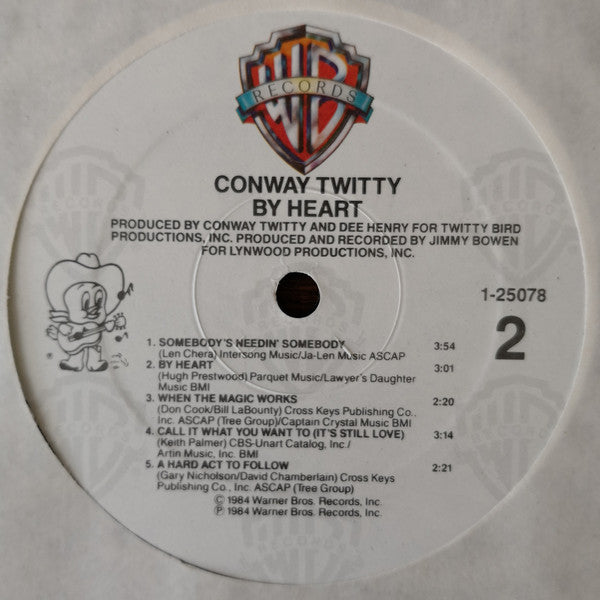 WB
RECORDS
CONWAY TWITTY
BY HEART
PRODUCED BY CONWAY TWITTY AND DEE HENRY FOR TWITTY BIRD
PRODUCTIONS, INC. PRODUCED AND RECORDED BY JIMMY BOWEN
FOR LYNWOOD PRODUCTIONS, INC.
1-25078
2
1. SOMEBODY'S NEEDIN' SOMEBODY 3:54
(Len Chera) Intersong Music/Ja-Len Music ASCAP
2. BY HEART 3:01
(Hugh Prestwood) Parquet Music/Lawyer's Daughter
Music BMI
3. WHEN THE MAGIC WORKS 2:20
(Don Cook/Bill LaBounty) Cross Keys Publishing Co.,
Inc. ASCAP (Tree Group)/Captain Crystal Music BMI
4. CALL IT WHAT YOU WANT TO (IT'S STILL LOVE) 3:14
(Keith Palmer) CBS-Unart Catalog, Inc./
Artin Music, Inc. BMI
5. A HARD ACT TO FOLLOW 2:21
(Gary Nicholson/David Chamberlain) Cross Keys
Publishing Co., Inc. ASCAP (Tree Group)
© 1984 Warner Bros. Records, Inc.
℗ 1984 Warner Bros. Records, Inc.
RECORDS